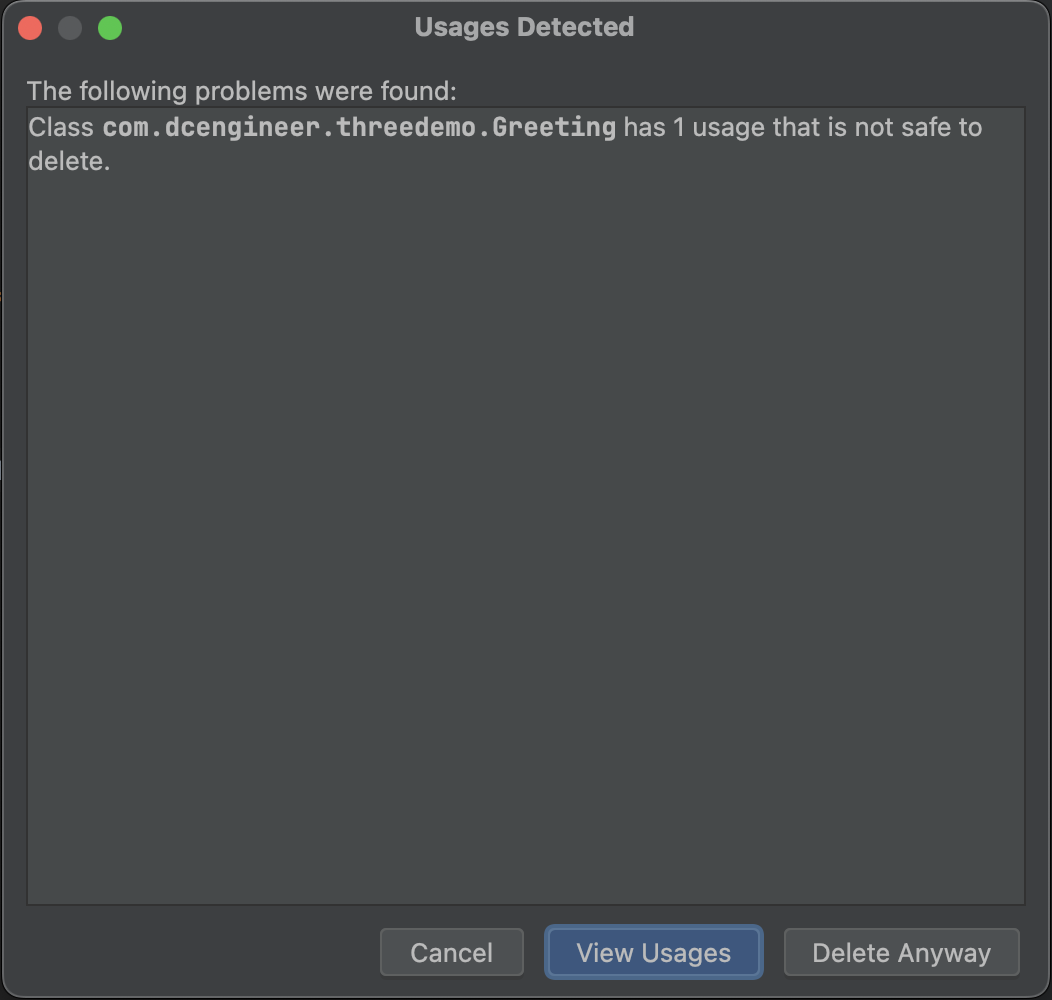 Usages Detected
The following problems were found:
Class com.dcengineer.threedemo.Greeting has 1 usage that is not safe to
delete.
Cancel
View Usages
Delete Anyway